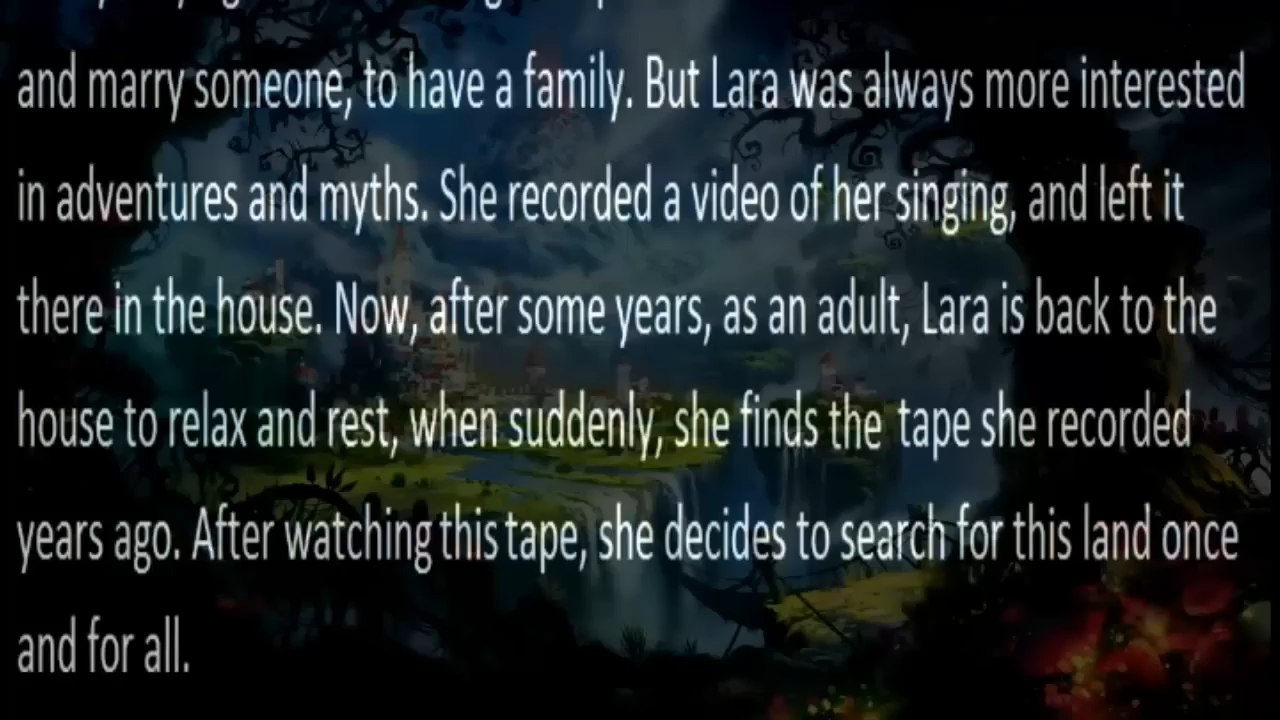 and marry someone, to have a family. But Lara was always more interested
in adventures and myths. She recorded a video of her singing, and left it
there in the house. Now, after some years, as an adult, Lara is back to the
house to relax and rest, when suddenly, she finds the tape she recorded
years ago. After watching this tape, she decides to search for this land once
and for all.